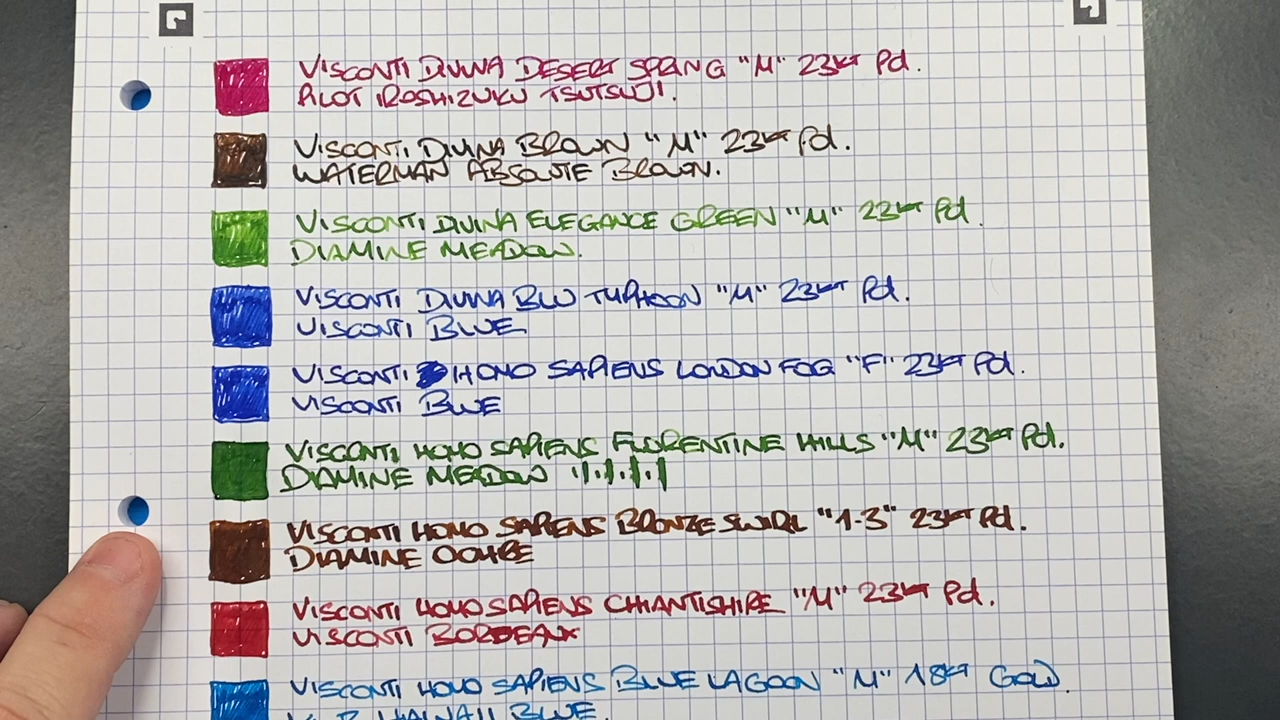 VISCONTI DIVINA DESERT SPRING "M" 23KT Pd.
PILOT IROSHIZUKU TSUTSUJI.
VISCONTI DIVINA BROWN "M" 23KT Pd.
WATERMAN ABSOLUTE BROWN.
VISCONTI DIVINA ELEGANCE GREEN "M" 23KT Pd.
DIAMINE MEADOW.
VISCONTI DIVINA BLU TYPHOON "M" 23KT Pd.
VISCONTI BLUE
VISCONTI HOMO SAPIENS LONDON FOG "F" 23KT Pd.
VISCONTI BLUE
VISCONTI HOMO SAPIENS FLORENTINE HILLS "M" 23KT Pd.
DIAMINE MEADOW
VISCONTI HOMO SAPIENS BRONZE SWIRL "1.3" 23KT Pd.
DIAMINE OCHRE
VISCONTI HOMO SAPIENS CHIANTISHIRE "M" 23KT Pd.
VISCONTI BORDEAUX
VISCONTI HOMO SAPIENS BLUE LAGOON "M" 18KT GOLD.
HAWAII BLUE.